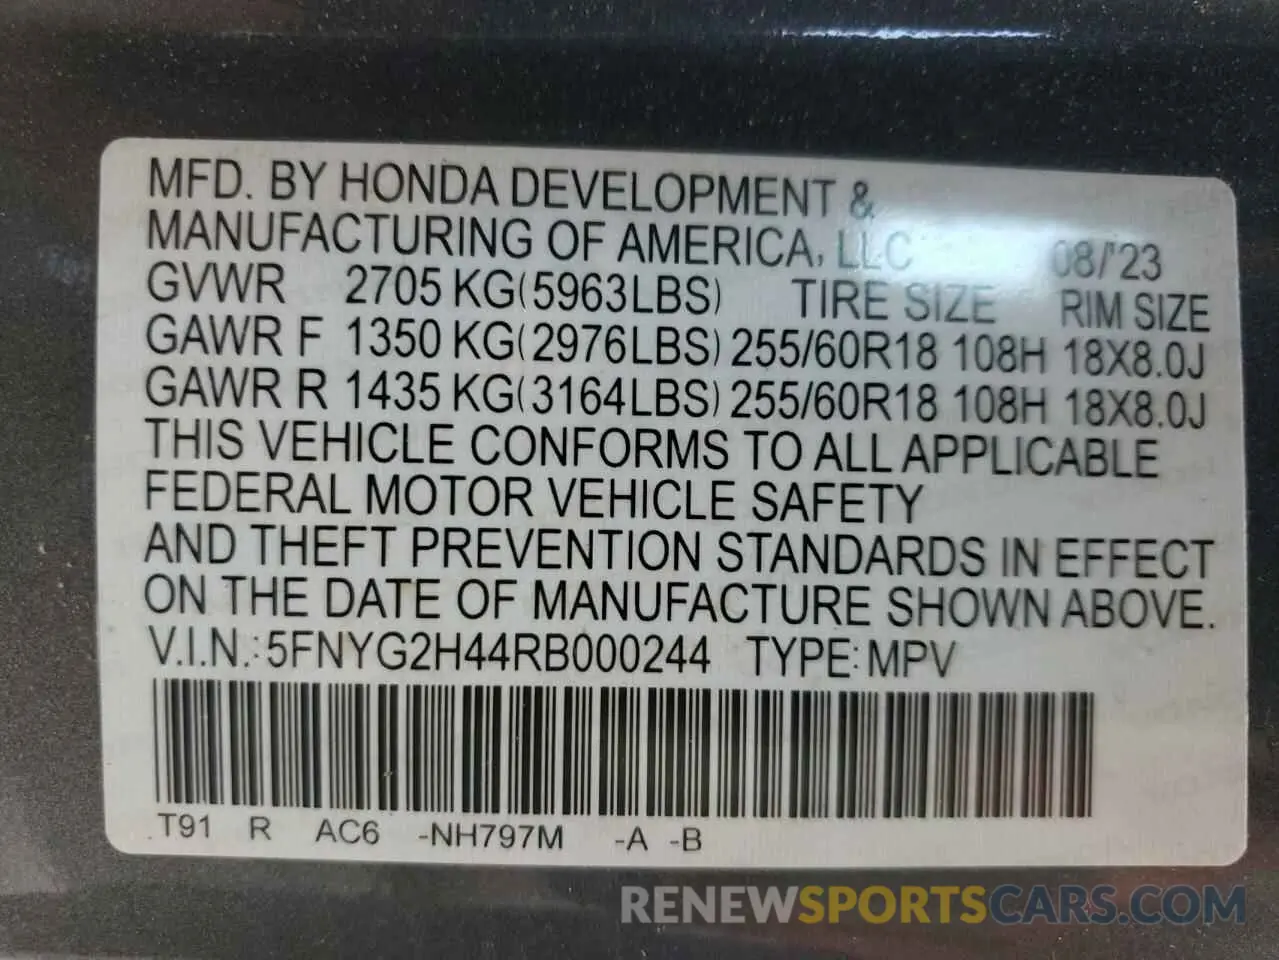 MFD. BY HONDA DEVELOPMENT &
MANUFACTURING OF AMERICA, LLC 08/'23
GVWR 2705 KG(5963LBS) TIRE SIZE RIM SIZE
GAWR F 1350 KG(2976LBS) 255/60R18 108H 18X8.0J
GAWR R 1435 KG(3164LBS) 255/60R18 108H 18X8.0J
THIS VEHICLE CONFORMS TO ALL APPLICABLE
FEDERAL MOTOR VEHICLE SAFETY
AND THEFT PREVENTION STANDARDS IN EFFECT
ON THE DATE OF MANUFACTURE SHOWN ABOVE.
V.I.N.: 5FNYG2H44RB000244 TYPE: MPV
T91 R AC6 -NH797M -A -B
RENEWSPORTSCARS.COM